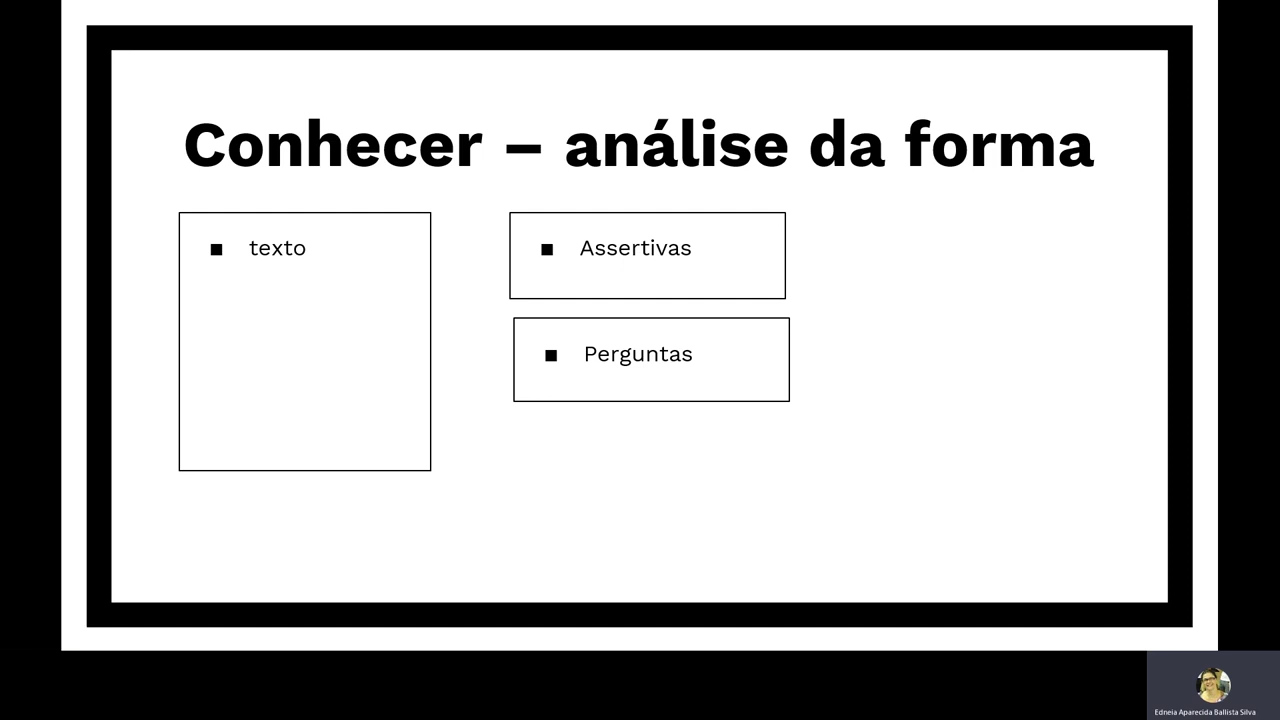 Conhecer – análise da forma
▪ texto
▪ Assertivas
▪ Perguntas
Edneia Aparecida Ballista Silva